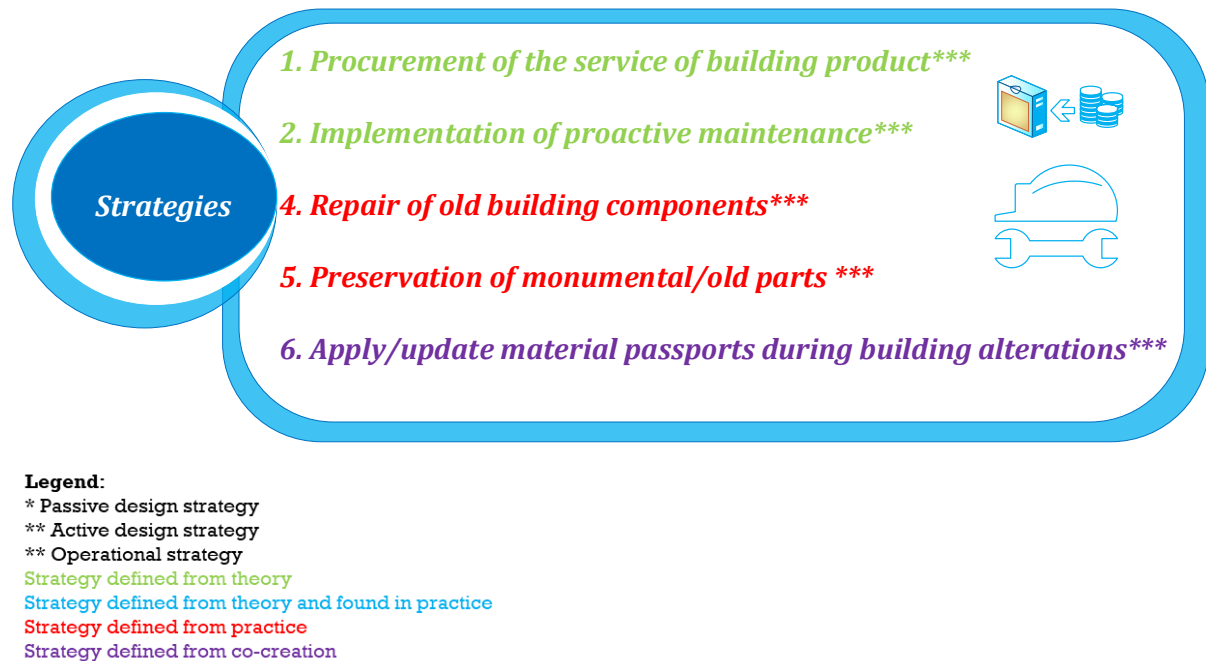 Strategies
1. Procurement of the service of building product***
2. Implementation of proactive maintenance***
4. Repair of old building components***
5. Preservation of monumental/old parts ***
6. Apply/update material passports during building alterations***
Legend:
* Passive design strategy
** Active design strategy
** Operational strategy
Strategy defined from theory
Strategy defined from theory and found in practice
Strategy defined from practice
Strategy defined from co-creation